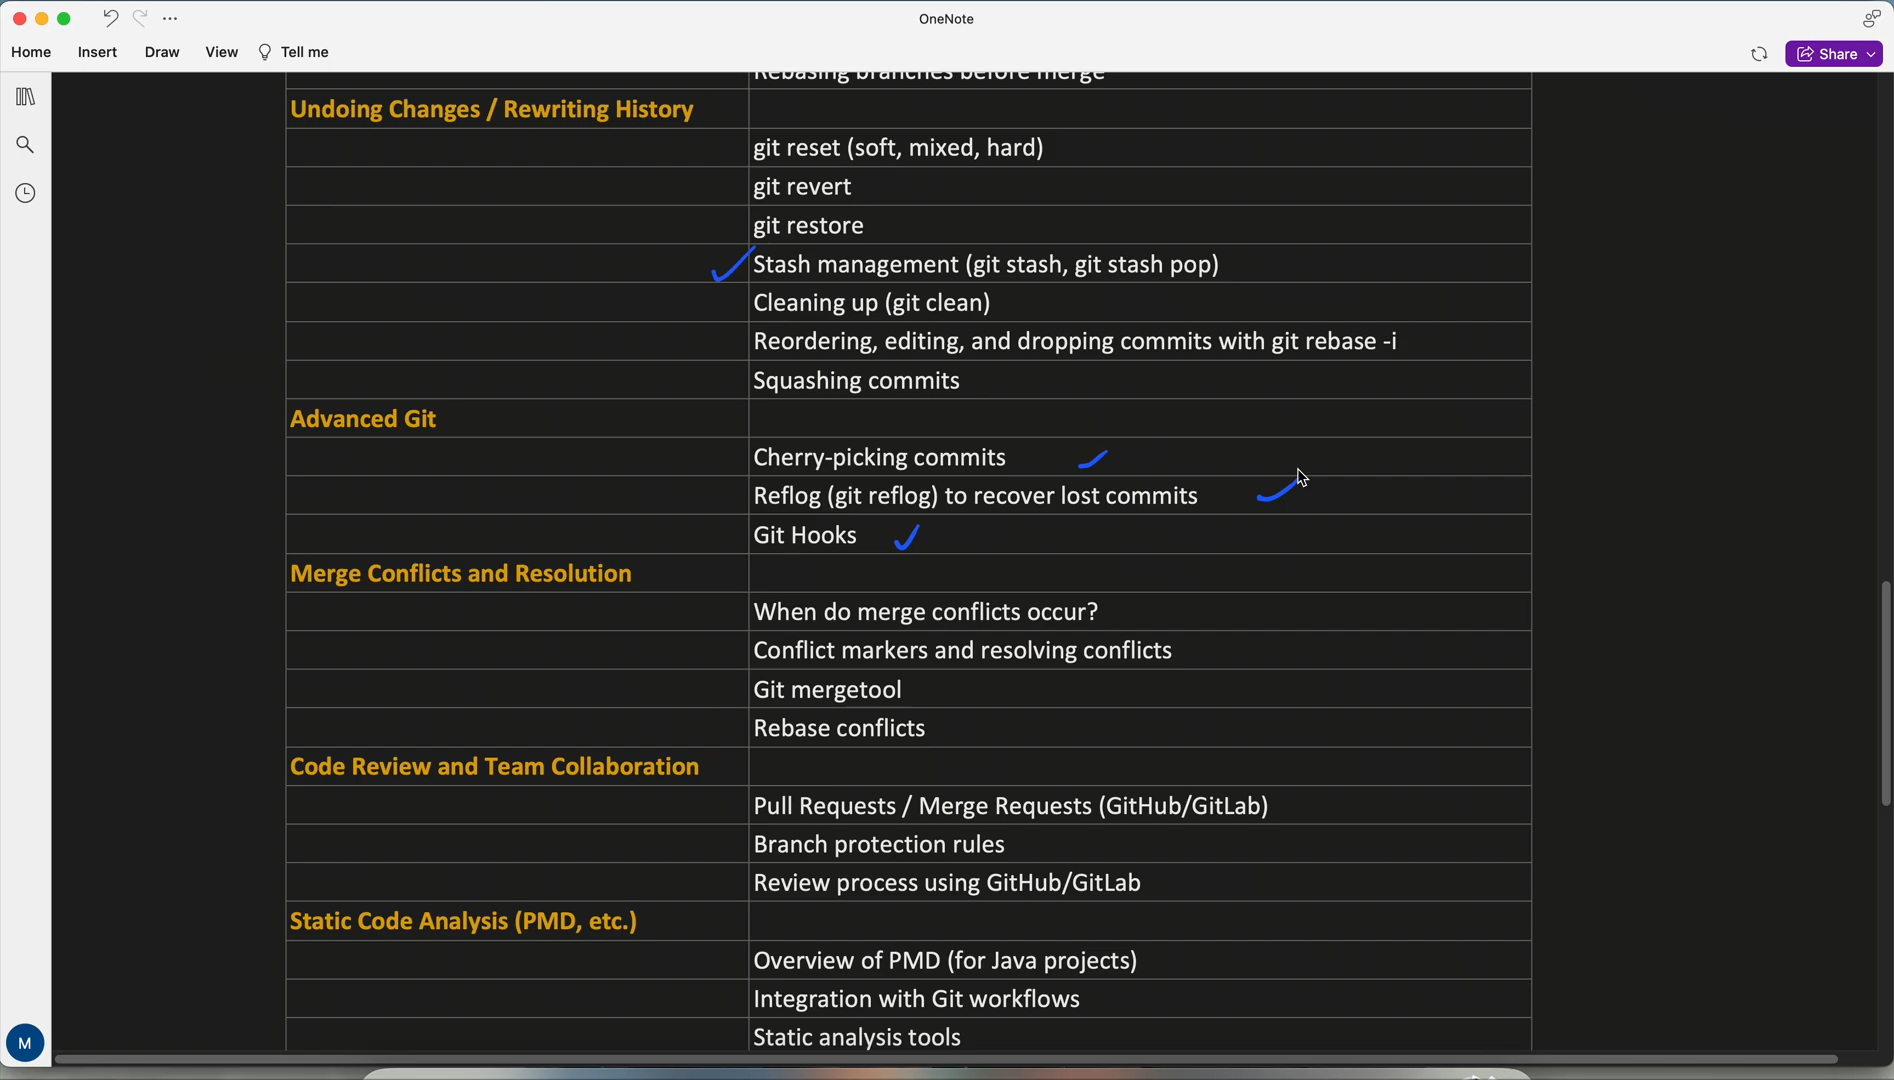 OneNote
Home Insert Draw View Tell me
Share
Rebasing branches before merge
Undoing Changes / Rewriting History
git reset (soft, mixed, hard)
git revert
git restore
Stash management (git stash, git stash pop)
Cleaning up (git clean)
Reordering, editing, and dropping commits with git rebase -i
Squashing commits
Advanced Git
Cherry-picking commits
Reflog (git reflog) to recover lost commits
Git Hooks
Merge Conflicts and Resolution
When do merge conflicts occur?
Conflict markers and resolving conflicts
Git mergetool
Rebase conflicts
Code Review and Team Collaboration
Pull Requests / Merge Requests (GitHub/GitLab)
Branch protection rules
Review process using GitHub/GitLab
Static Code Analysis (PMD, etc.)
Overview of PMD (for Java projects)
Integration with Git workflows
Static analysis tools
M